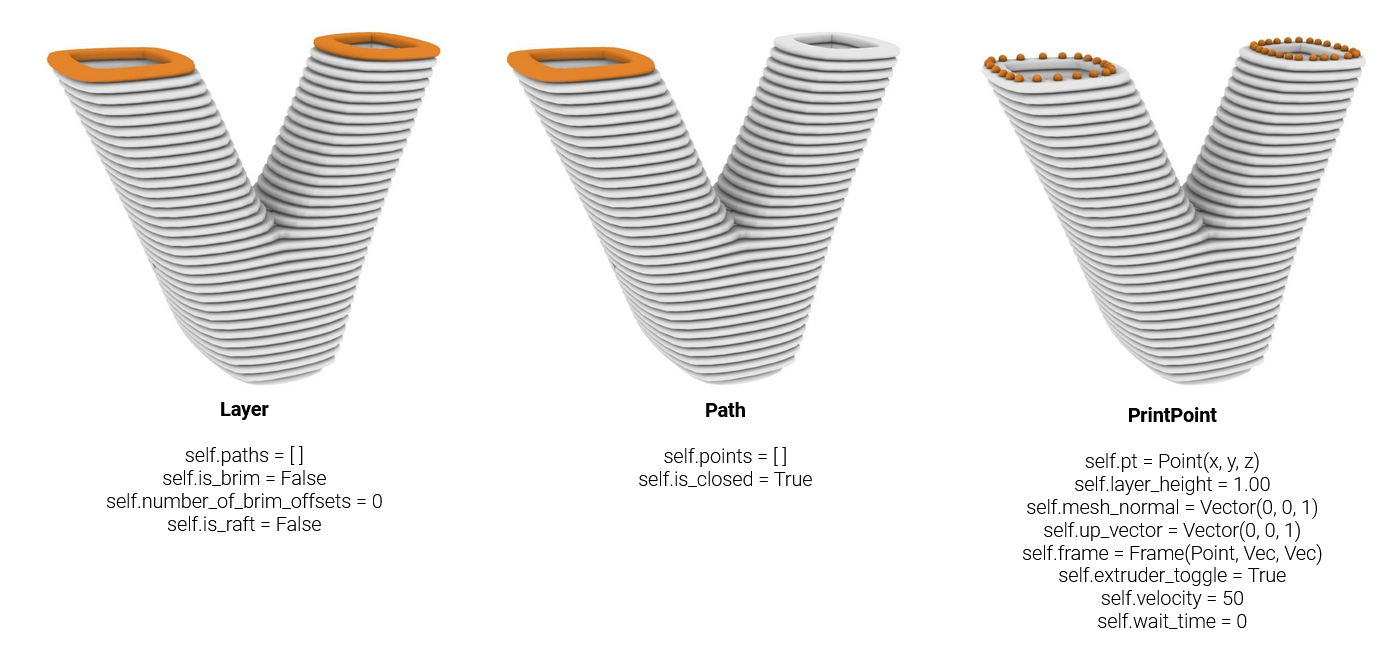 Layer
self.paths = [ ]
self.is_brim = False
self.number_of_brim_offsets = 0
self.is_raft = False
Path
self.points = [ ]
self.is_closed = True
PrintPoint
self.pt = Point(x, y, z)
self.layer_height = 1.00
self.mesh_normal = Vector(0, 0, 1)
self.up_vector = Vector(0, 0, 1)
self.frame = Frame(Point, Vec, Vec)
self.extruder_toggle = True
self.velocity = 50
self.wait_time = 0